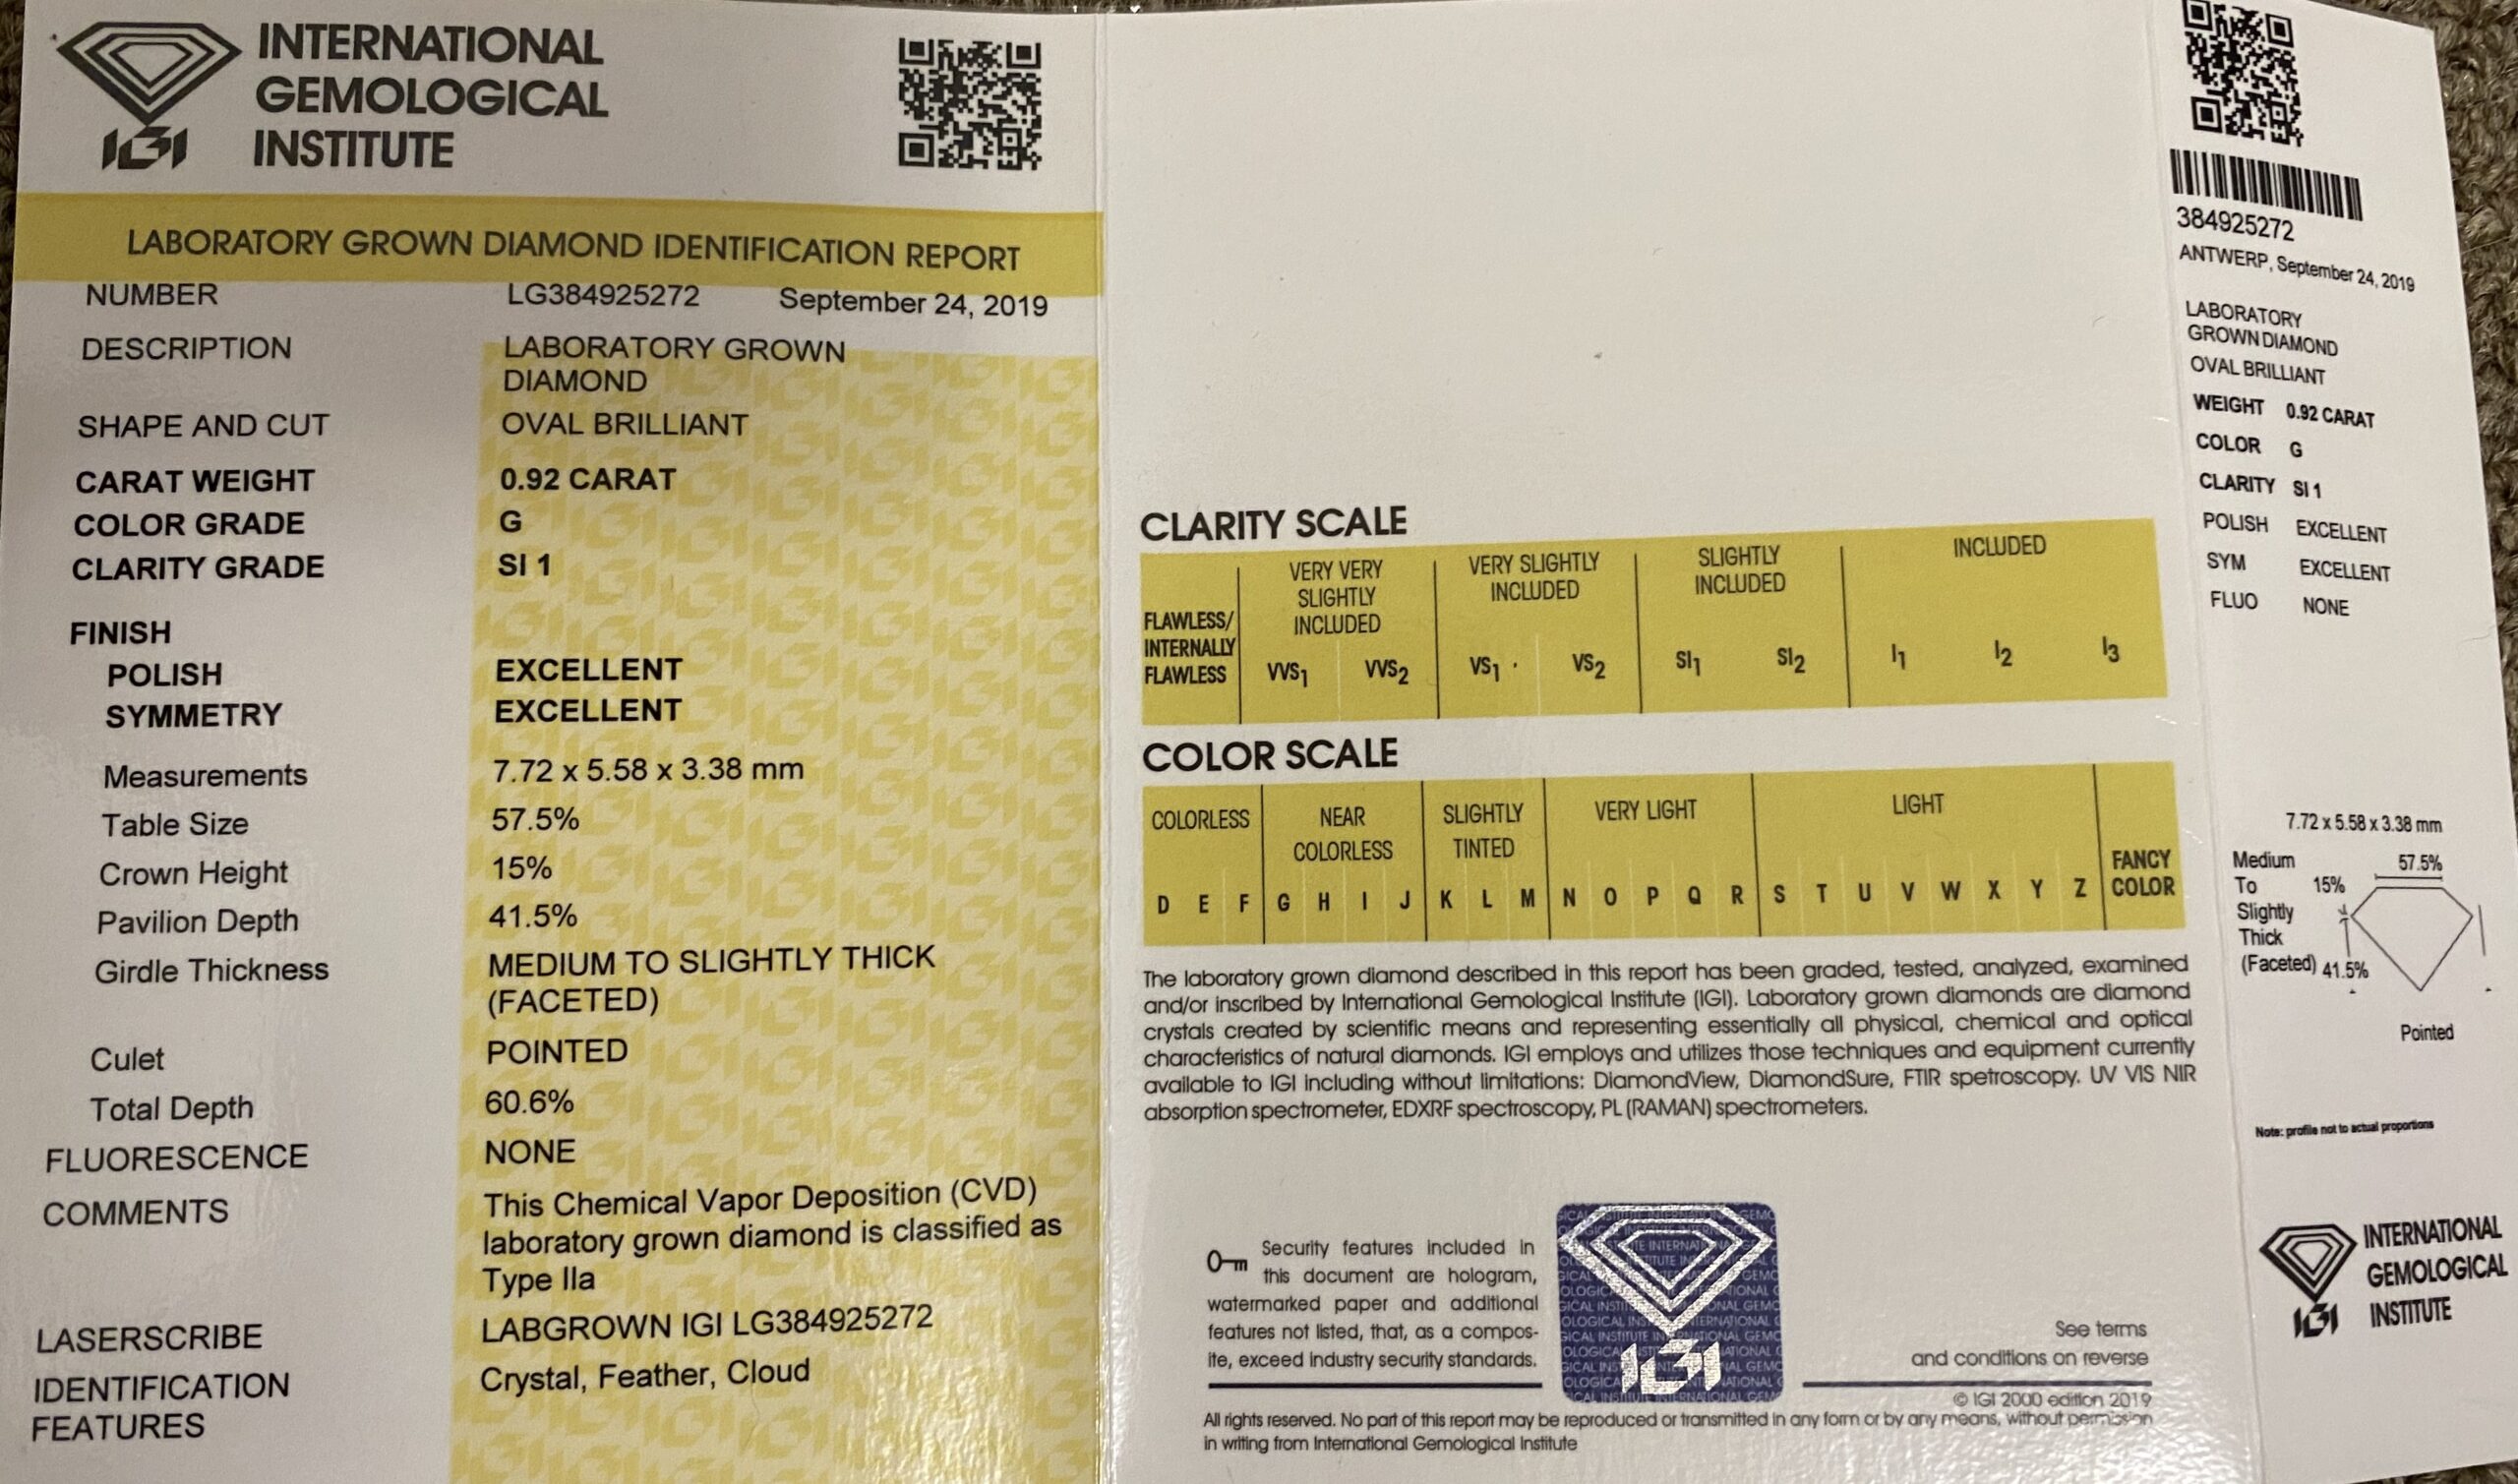 INTERNATIONAL
GEMOLOGICAL
INSTITUTE
IGI
LABORATORY GROWN DIAMOND IDENTIFICATION REPORT
NUMBER LG384925272 September 24, 2019
DESCRIPTION LABORATORY GROWN
DIAMOND
SHAPE AND CUT OVAL BRILLIANT
CARAT WEIGHT 0.92 CARAT
COLOR GRADE G
CLARITY GRADE SI 1
FINISH
POLISH EXCELLENT
SYMMETRY EXCELLENT
Measurements 7.72 x 5.58 x 3.38 mm
Table Size 57.5%
Crown Height 15%
Pavilion Depth 41.5%
Girdle Thickness MEDIUM TO SLIGHTLY THICK
(FACETED)
Culet POINTED
Total Depth 60.6%
FLUORESCENCE NONE
COMMENTS This Chemical Vapor Deposition (CVD)
laboratory grown diamond is classified as
Type IIa
LASERSCRIBE LABGROWN IGI LG384925272
IDENTIFICATION Crystal, Feather, Cloud
FEATURES
CLARITY SCALE
FLAWLESS/
INTERNALLY
FLAWLESS
VERY VERY
SLIGHTLY
INCLUDED
VVS1 VVS2
VERY SLIGHTLY
INCLUDED
VS1 VS2
SLIGHTLY
INCLUDED
SI1 SI2
INCLUDED
I1 I2 I3
COLOR SCALE
COLORLESS
D E F
NEAR
COLORLESS
G H I J
SLIGHTLY
TINTED
K L M
VERY LIGHT
N O P Q R
LIGHT
S T U V W X Y Z
FANCY
COLOR
The laboratory grown diamond described in this report has been graded, tested, analyzed, examined
and/or inscribed by International Gemological Institute (IGI). Laboratory grown diamonds are diamond
crystals created by scientific means and representing essentially all physical, chemical and optical
characteristics of natural diamonds. IGI employs and utilizes those techniques and equipment currently
available to IGI including without limitations: DiamondView, DiamondSure, FTIR spetroscopy. UV VIS NIR
absorption spectrometer, EDXRF spectroscopy, PL (RAMAN) spectrometers.
Security features included in
this document are hologram,
watermarked paper and additional
features not listed, that, as a compos-
ite, exceed industry security standards.
IGI
See terms
and conditions on reverse
© IGI 2000 edition 2019
All rights reserved. No part of this report may be reproduced or transmitted in any form or by any means, without permission
in writing from International Gemological Institute
384925272
ANTWERP, September 24, 2019
LABORATORY
GROWN DIAMOND
OVAL BRILLIANT
WEIGHT 0.92 CARAT
COLOR G
CLARITY SI 1
POLISH EXCELLENT
SYM EXCELLENT
FLUO NONE
7.72 x 5.58 x 3.38 mm
Medium
To
Slightly
Thick
(Faceted)
57.5%
15%
41.5%
Pointed
Note: profile not to actual proportions
INTERNATIONAL
GEMOLOGICAL
INSTITUTE
IGI